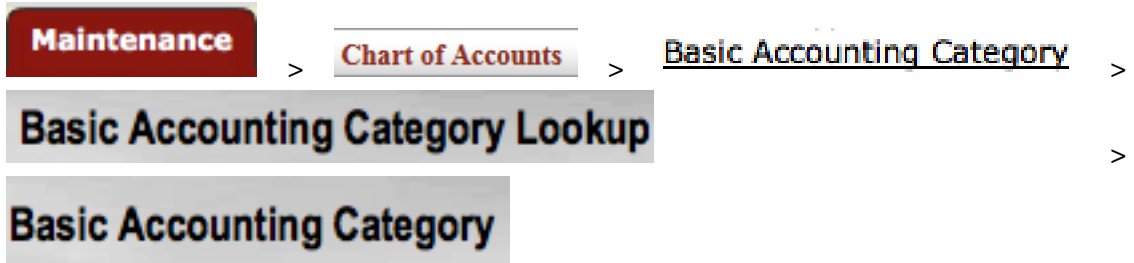 Maintenance > Chart of Accounts > Basic Accounting Category >
Basic Accounting Category Lookup >
Basic Accounting Category